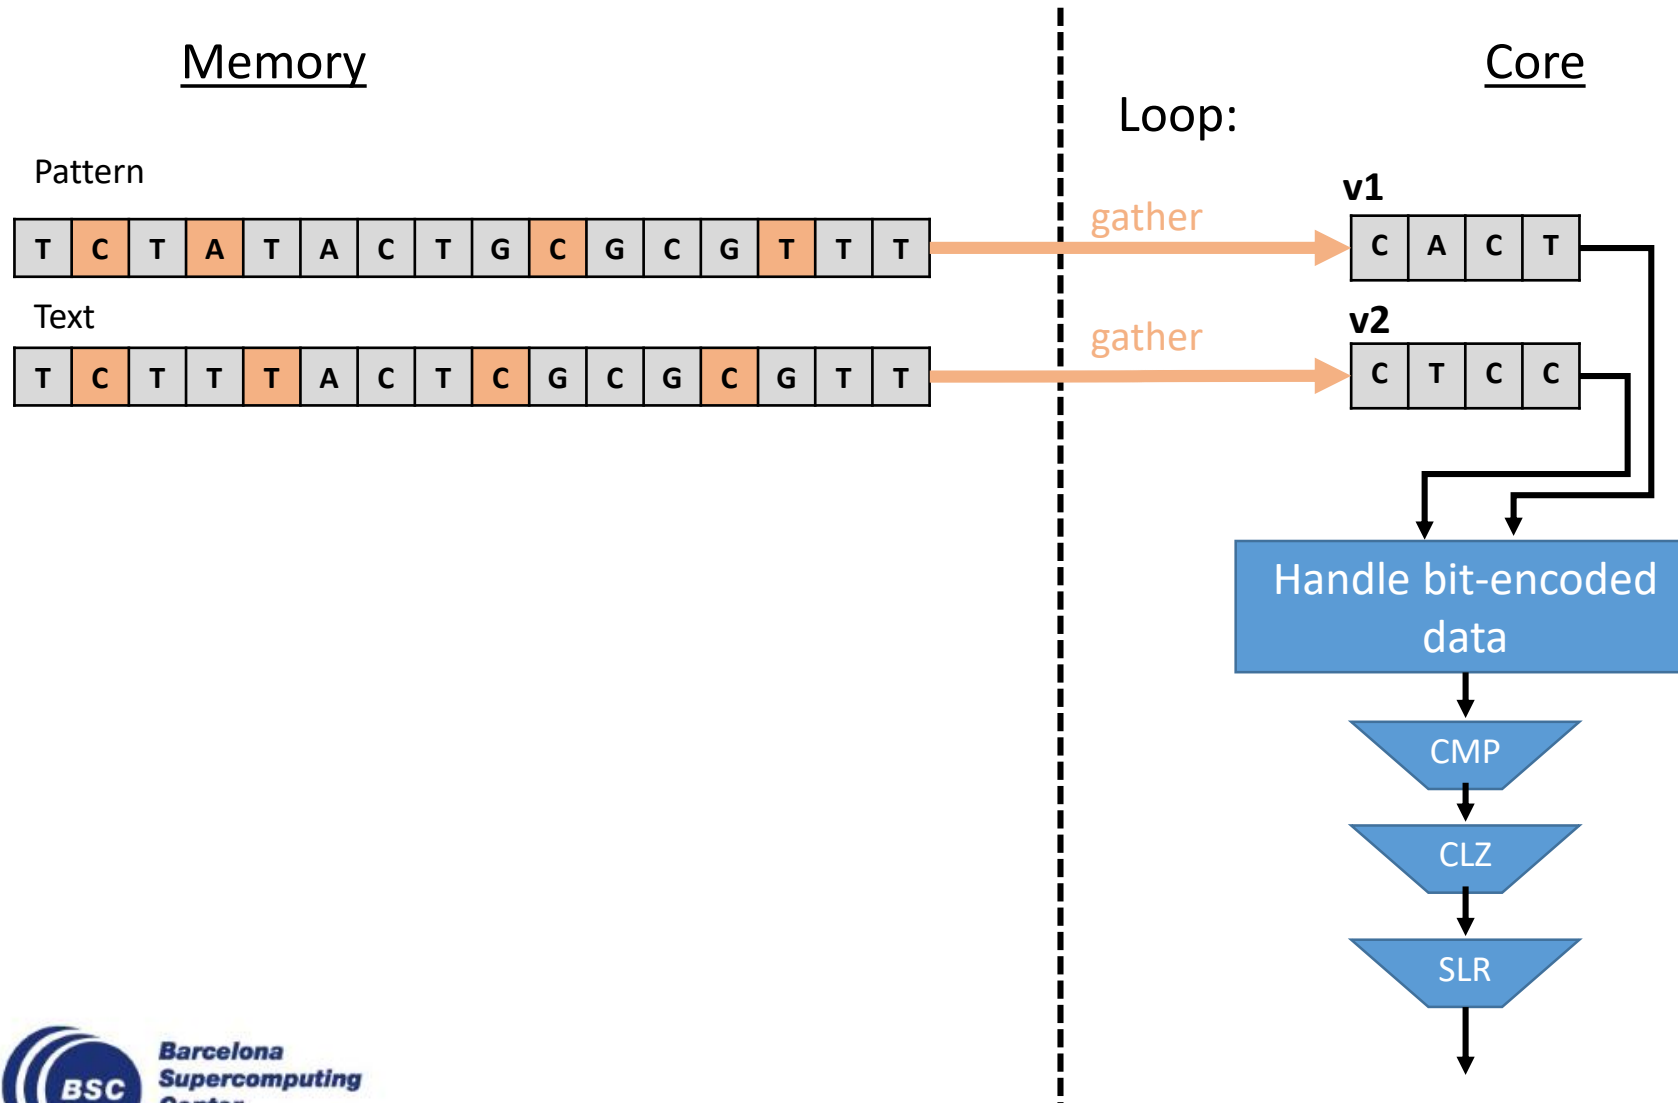 Memory
Core
Loop:
Pattern
T C T A T A C T G C G C G T T T
gather
v1
C A C T
Text
T C T T T A C T C G C G C G T T
gather
v2
C T C C
Handle bit-encoded
data
CMP
CLZ
SLR
BSC
Barcelona
Supercomputing
Center